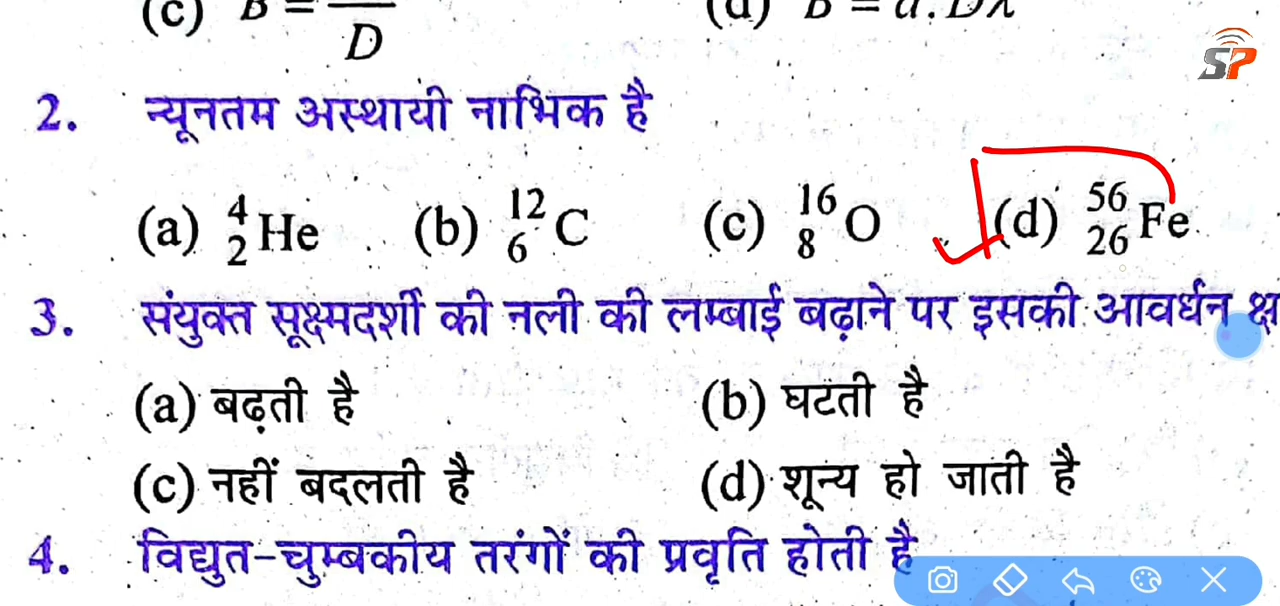 (c) B = D
(d) B = d.Dλ
SP
2. न्यूनतम अस्थायी नाभिक है
(a) ⁴₂He (b) ¹²₆C (c) ¹⁶₈O (d) ⁵⁶₂₆Fe
3. संयुक्त सूक्ष्मदर्शी की नली की लम्बाई बढ़ाने पर इसकी आवर्धन
(a) बढ़ती है (b) घटती है
(c) नहीं बदलती है (d) शून्य हो जाती है
4. विद्युत-चुम्बकीय तरंगों की प्रवृति होती है